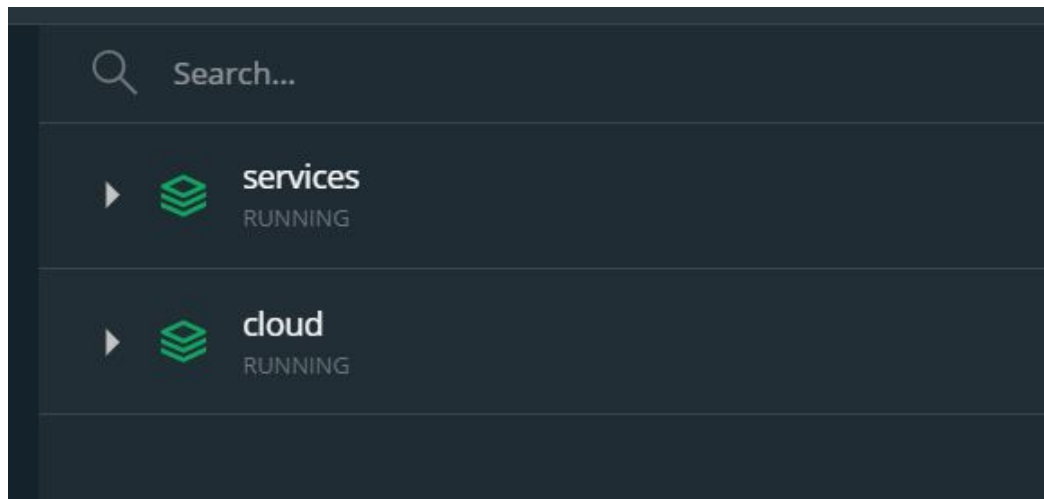 Search...
services
RUNNING
cloud
RUNNING